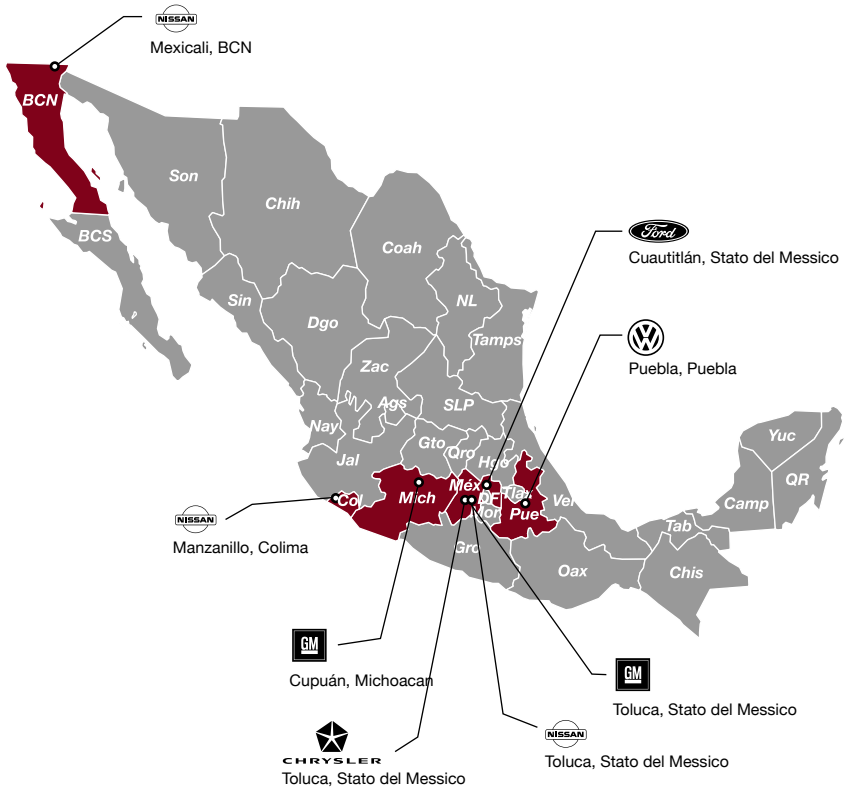 NISSAN
Mexicali, BCN
BCN
Son
Chih
BCS
Coah
Ford
Cuautitlán, Stato del Messico
Sin
NL
Dgo
Tamps
Puebla, Puebla
Zac
Ags
SLP
Nay
Gto
Qro
Hgo
Yuc
Jal
QR
Méx
Tlax
Mich
Col
DF
Mor
Pue
Ver
Camp
NISSAN
Tab
Manzanillo, Colima
Gro
Oax
Chis
GM
Cupuán, Michoacan
GM
Toluca, Stato del Messico
NISSAN
CHRYSLER
Toluca, Stato del Messico
Toluca, Stato del Messico
VW